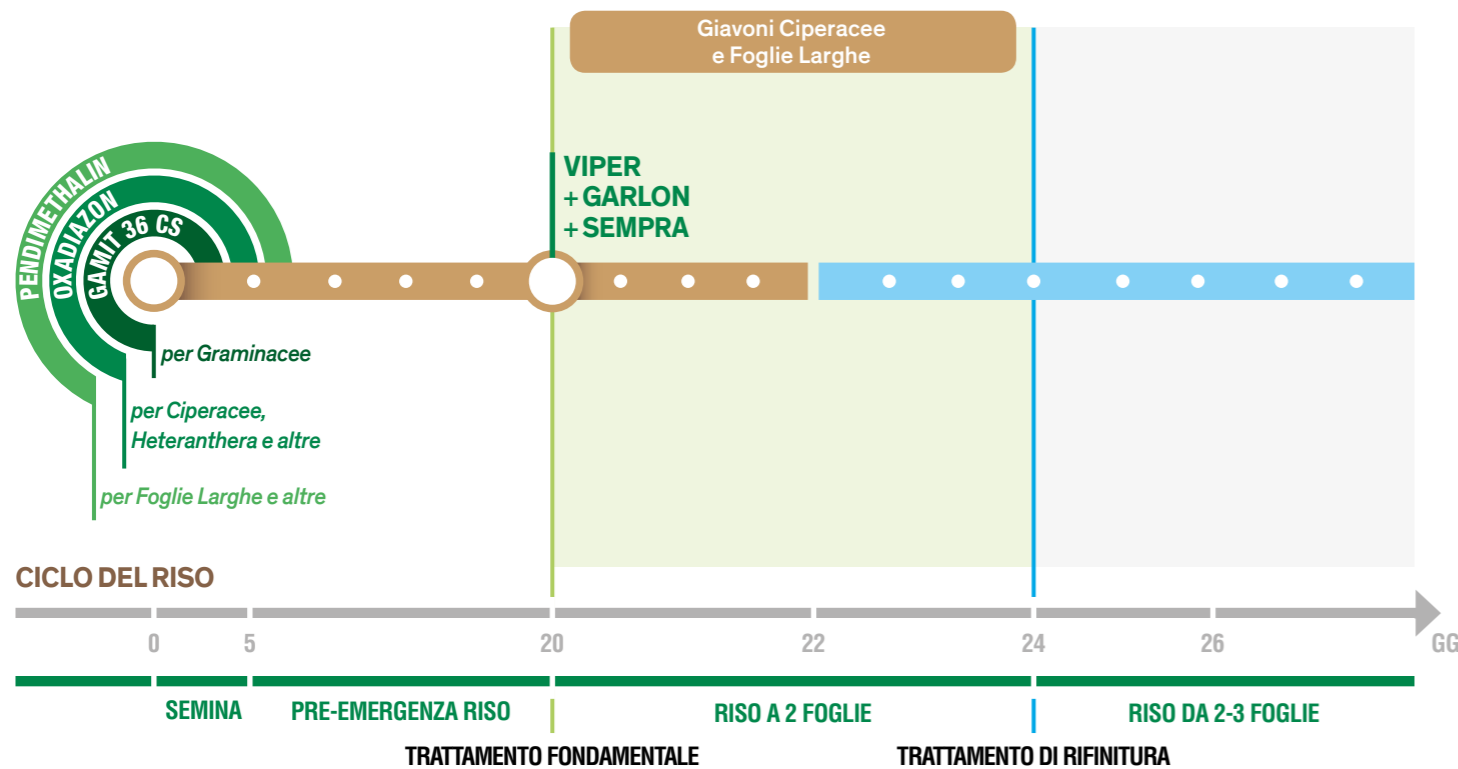 Giavoni Ciperacee
e Foglie Larghe
PENDIMETHALIN
OXADIAZON
GAMIT 36 CS
VIPER
+ GARLON
+ SEMPRA
per Graminacee
per Ciperacee,
Heteranthera e altre
per Foglie Larghe e altre
CICLO DEL RISO
0 5 20 22 24 26 GG
SEMINA PRE-EMERGENZA RISO RISO A 2 FOGLIE RISO DA 2-3 FOGLIE
TRATTAMENTO FONDAMENTALE TRATTAMENTO DI RIFINITURA